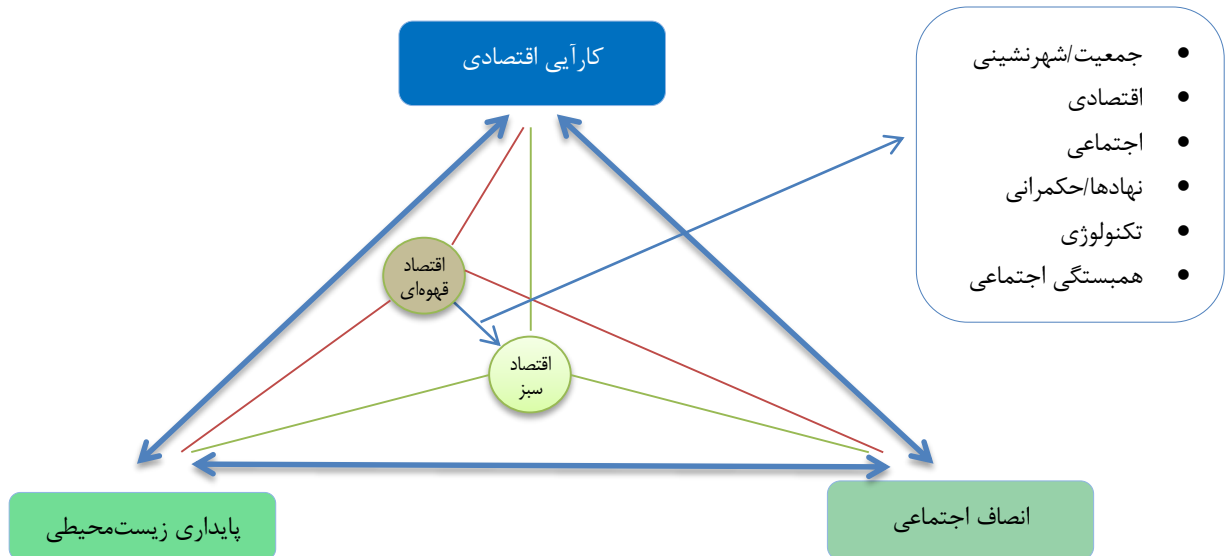 کارآیی اقتصادی
جمعیت/شهرنشینی
اقتصادی
اجتماعی
نهادها/حکمرانی
تکنولوژی
همبستگی اجتماعی
اقتصاد
قهوه‌ای
اقتصاد
سبز
انصاف اجتماعی
پایداری زیست‌محیطی